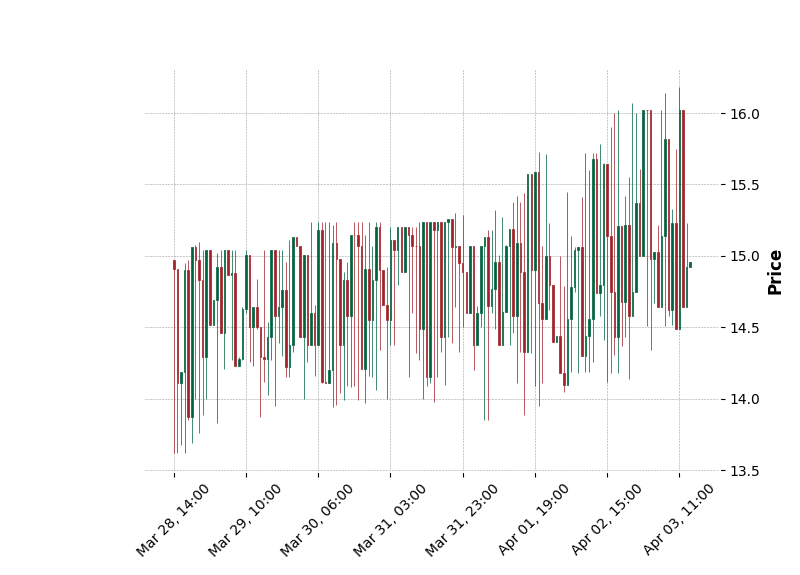 16.0
15.5
15.0
14.5
14.0
13.5
Price
Mar 28, 14:00
Mar 29, 10:00
Mar 30, 06:00
Mar 31, 03:00
Mar 31, 23:00
Apr 01, 19:00
Apr 02, 15:00
Apr 03, 11:00